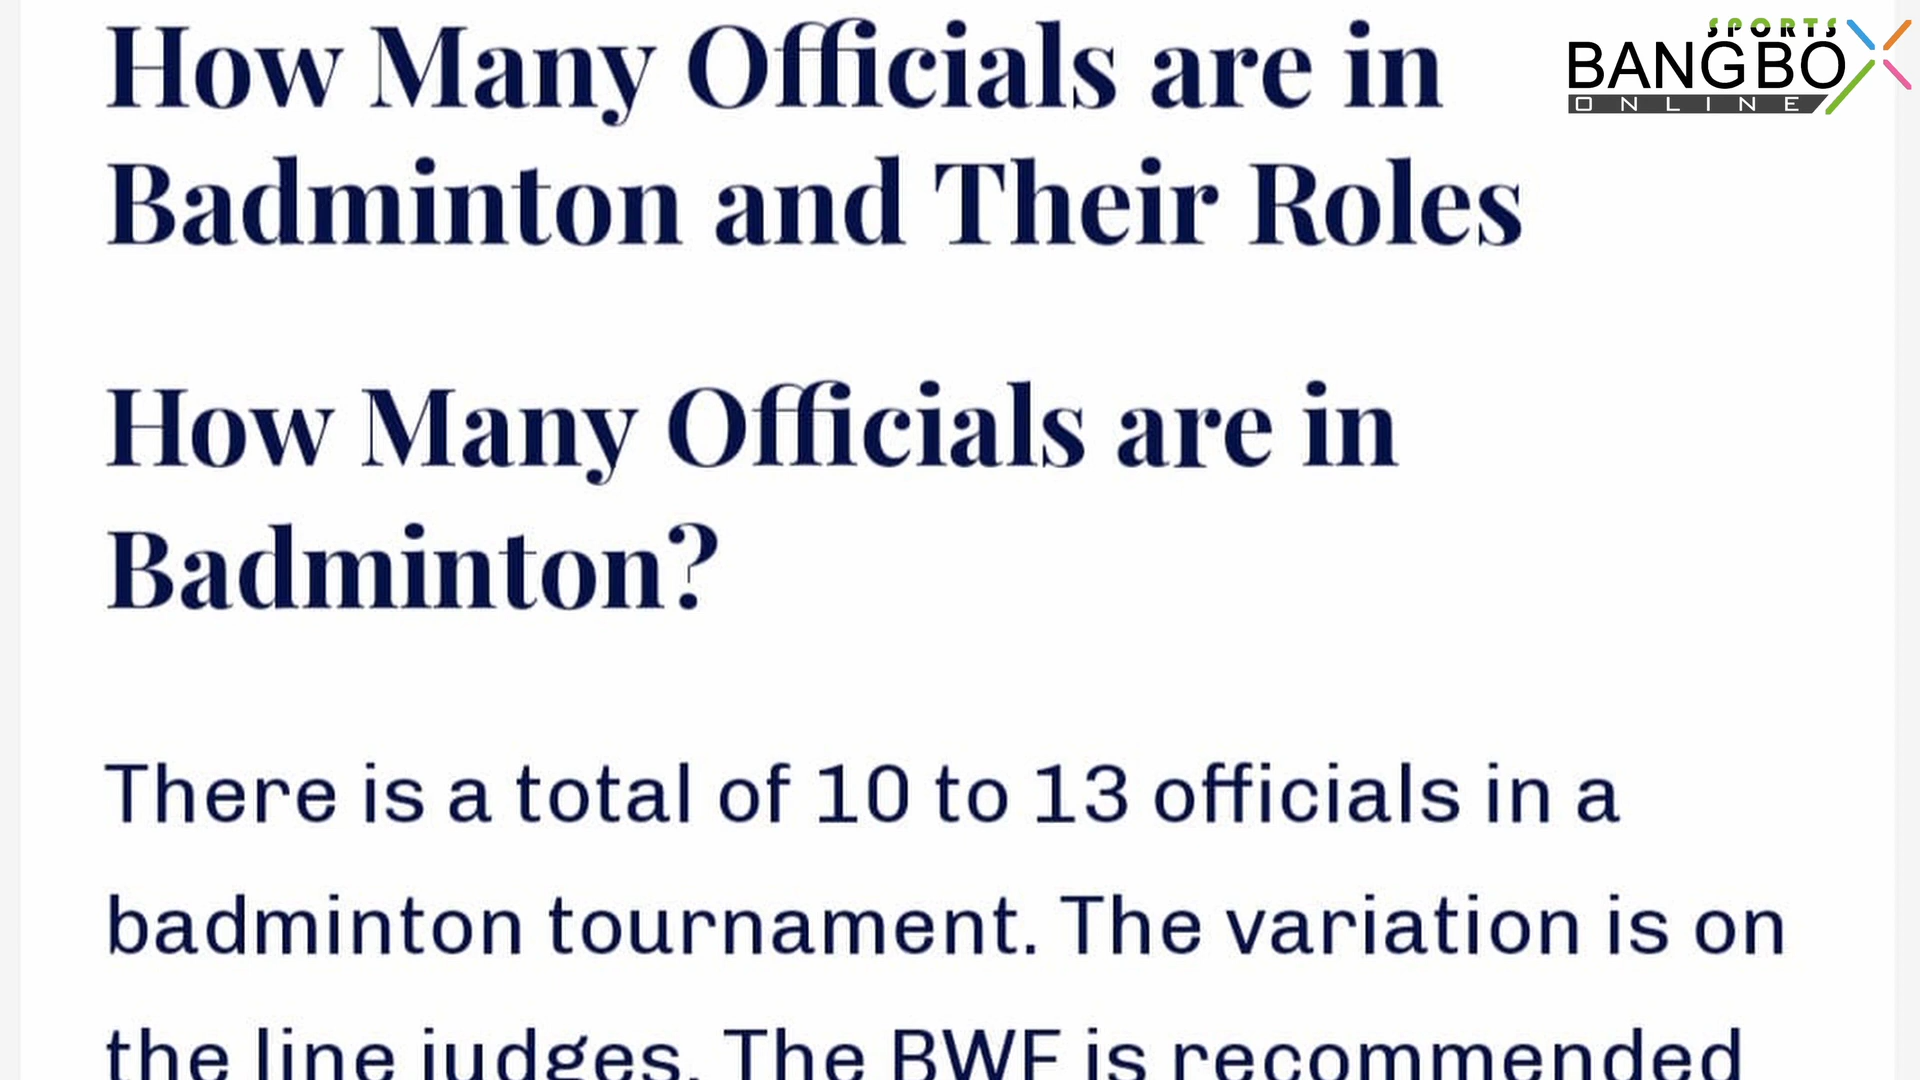 How Many Officials are in
Badminton and Their Roles
How Many Officials are in
Badminton?
There is a total of 10 to 13 officials in a
badminton tournament. The variation is on
the line judges. The BWF is recommended
SPORTS
BANGBOX
ONLINE